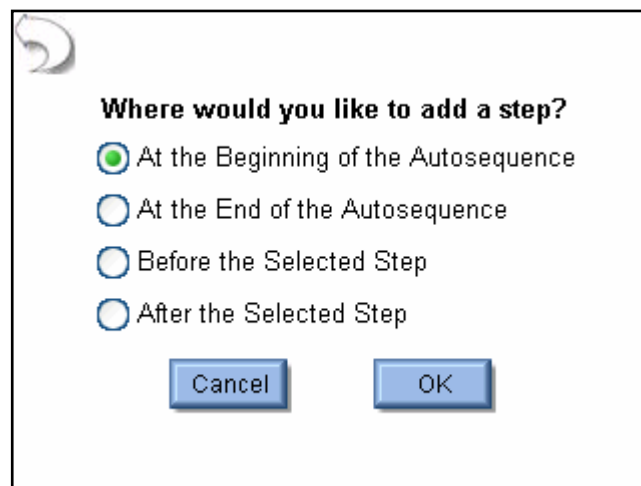 Where would you like to add a step?
At the Beginning of the Autosequence
At the End of the Autosequence
Before the Selected Step
After the Selected Step
Cancel OK